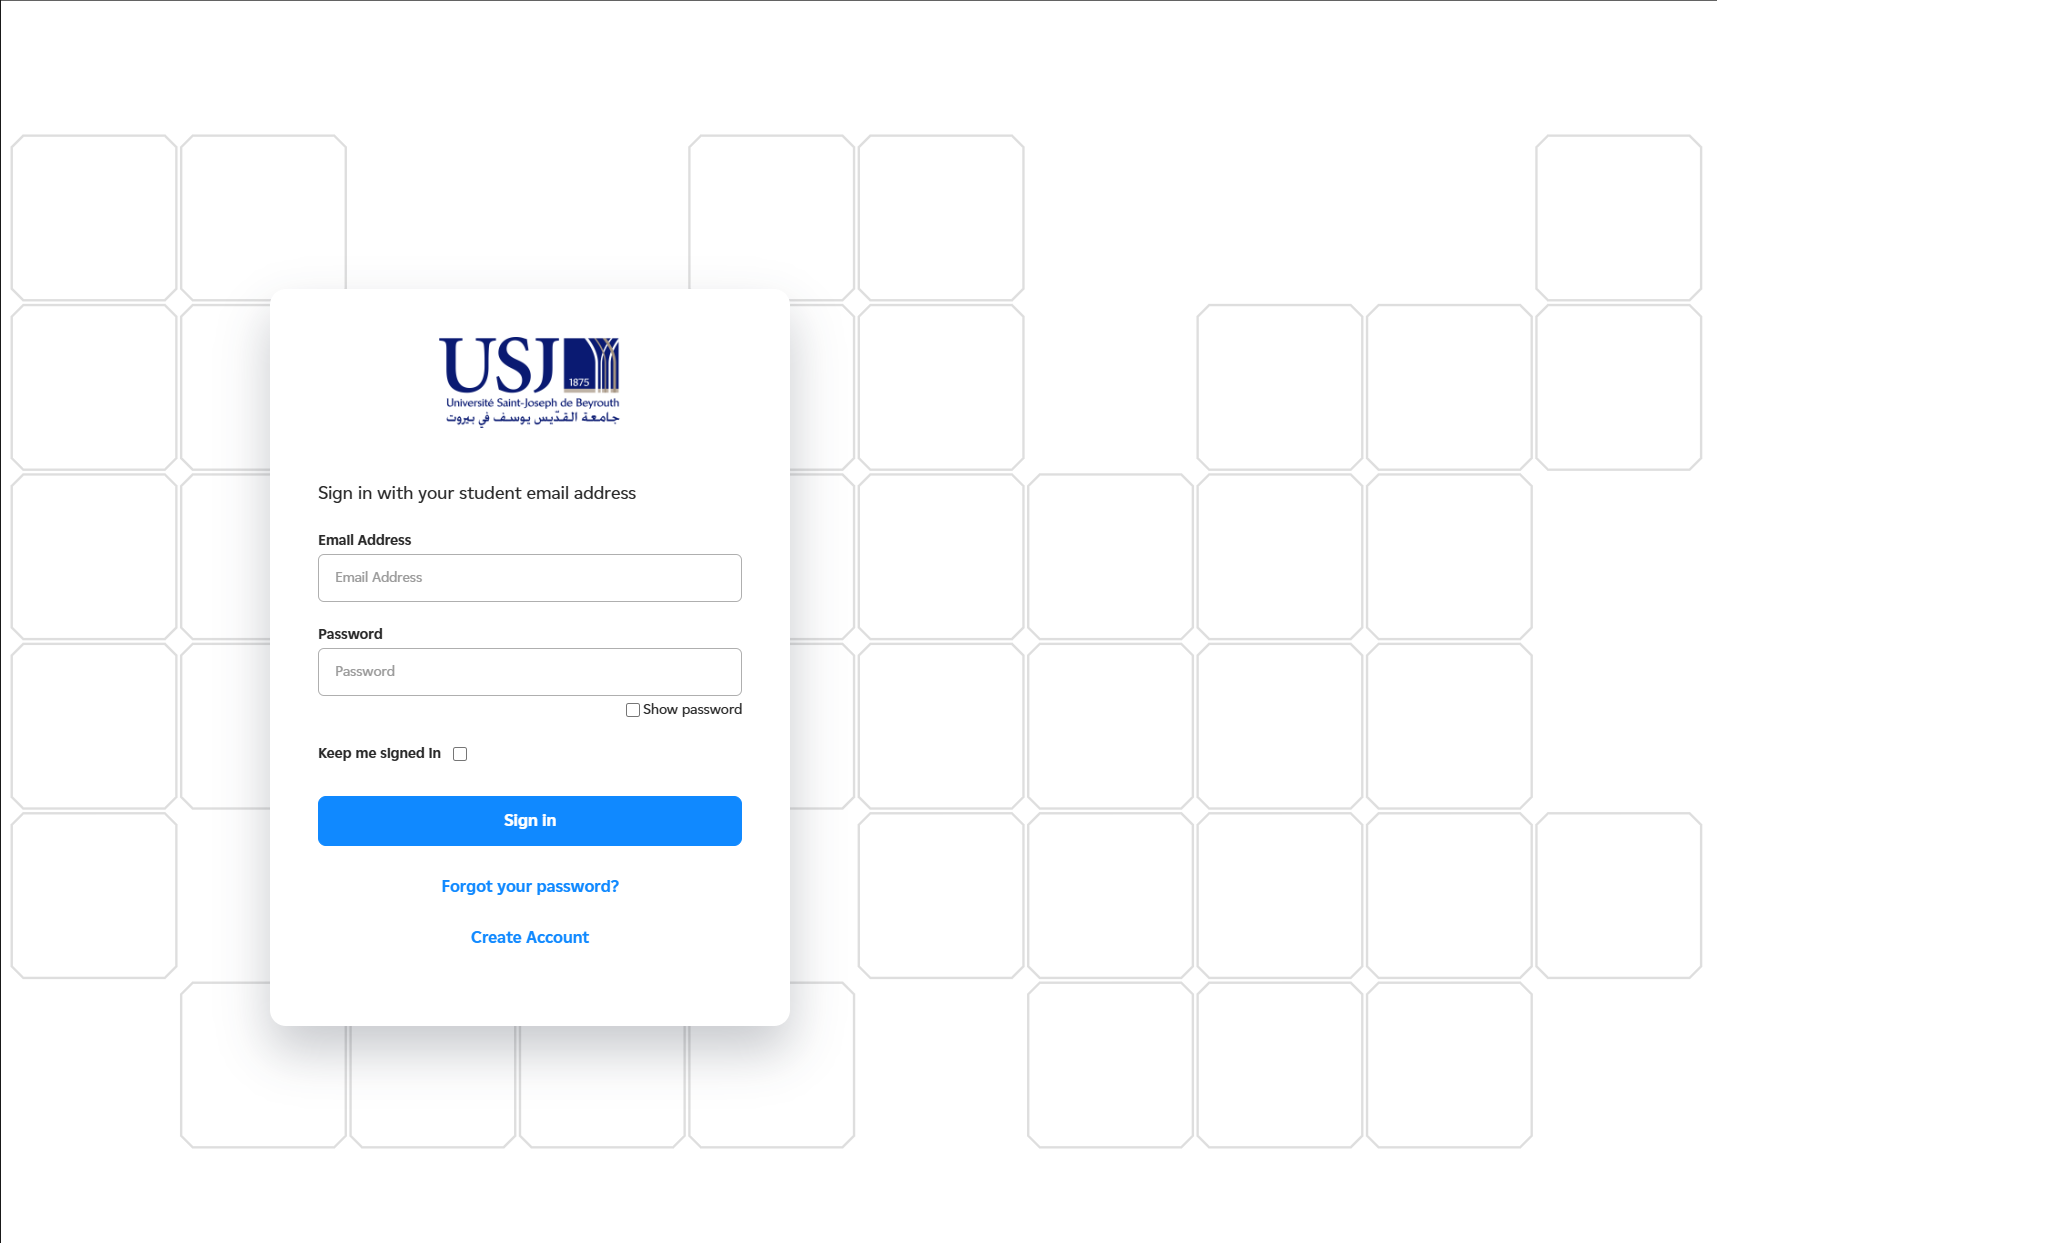 USJ
1875
Université Saint-Joseph de Beyrouth
جامعة القدّيس يوسف في بيروت
Sign in with your student email address
Email Address
Email Address
Password
Password
Show password
Keep me signed in
Sign in
Forgot your password?
Create Account